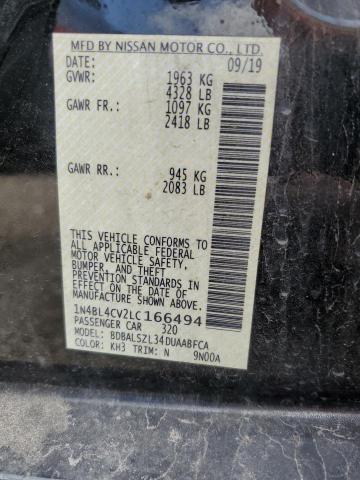 MFD BY NISSAN MOTOR CO., LTD.
DATE: 09/19
GVWR: 1963 KG
4328 LB
GAWR FR.: 1097 KG
2418 LB
GAWR RR.: 945 KG
2083 LB
THIS VEHICLE CONFORMS TO
ALL APPLICABLE FEDERAL
MOTOR VEHICLE SAFETY,
BUMPER, AND THEFT
PREVENTION STANDARDS IN
EFFECT ON THE DATE OF
MANUFACTURE SHOWN ABOVE.
1N4BL4CV2LC166494
PASSENGER CAR 320
MODEL: BDBALSZL34DUAABFCA
COLOR: KH3 TRIM: N 9N00A